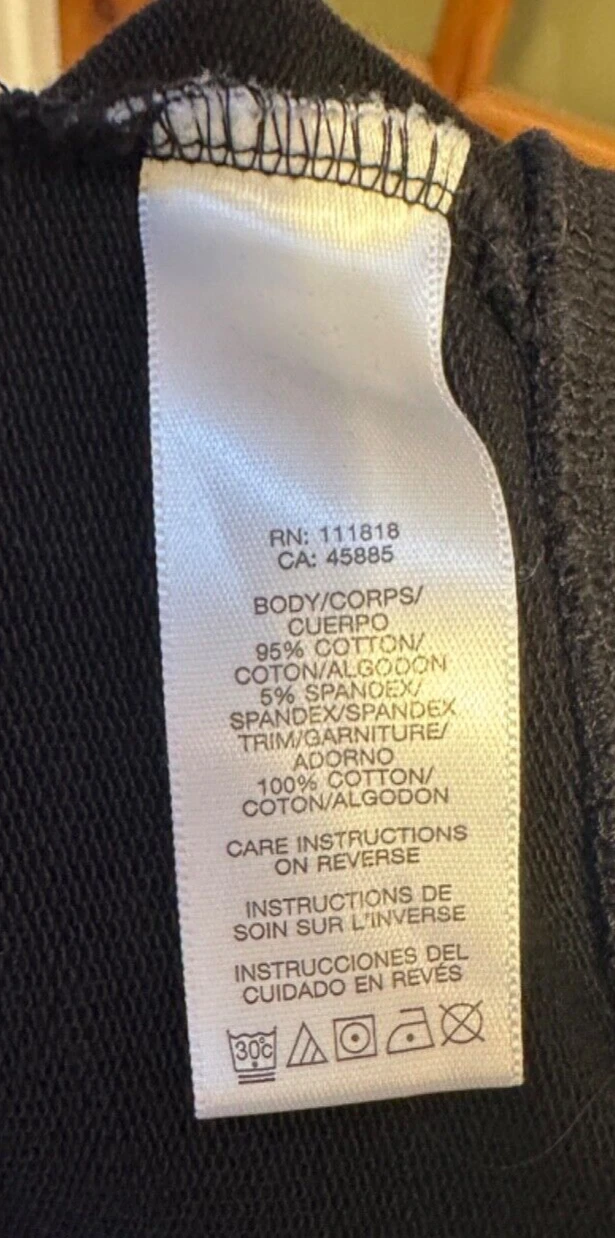 RN: 111818
CA: 45885
BODY/CORPS/
CUERPO
95% COTTON/
COTON/ALGODON
5% SPANDEX/
SPANDEX/SPANDEX
TRIM/GARNITURE/
ADORNO
100% COTTON/
COTON/ALGODON
CARE INSTRUCTIONS
ON REVERSE
INSTRUCTIONS DE
SOIN SUR L'INVERSE
INSTRUCCIONES DEL
CUIDADO EN REVÉS
30°C